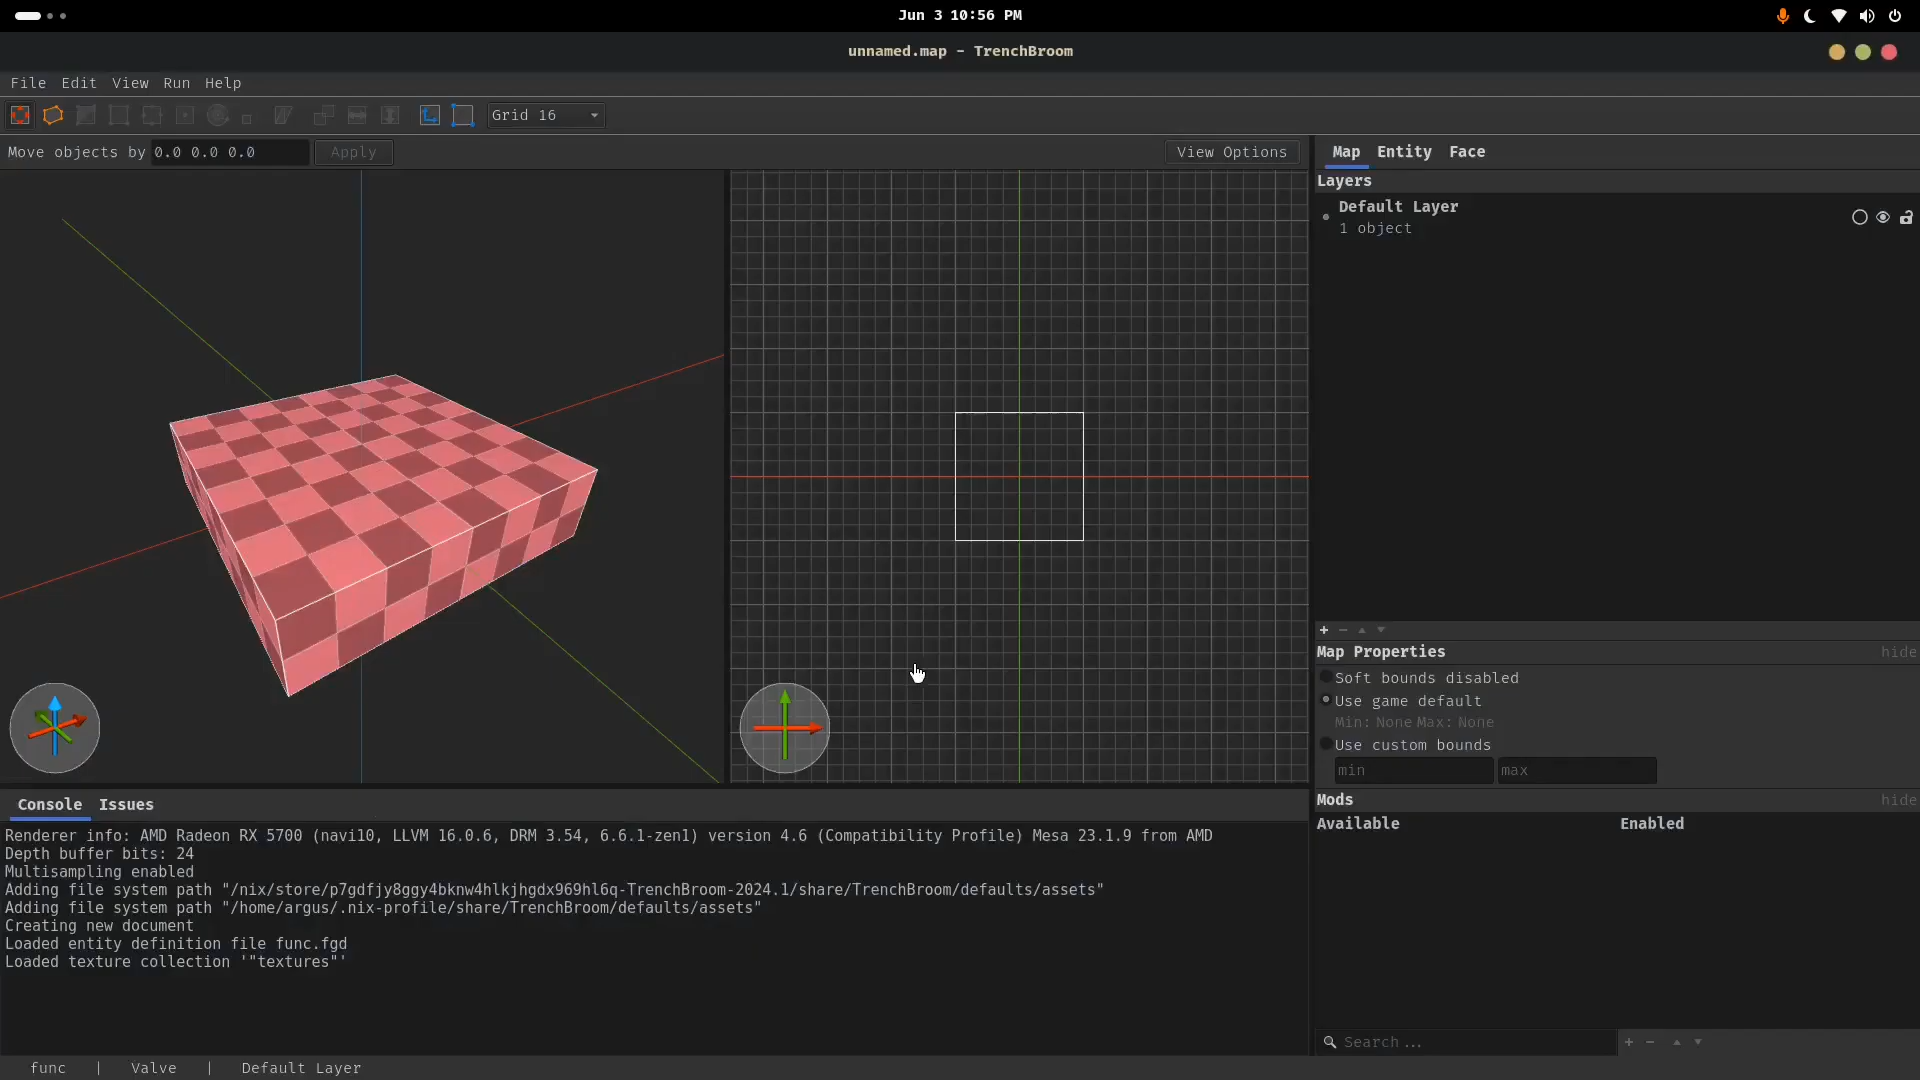 Jun 3 10:56 PM
unnamed.map - TrenchBroom
File Edit View Run Help
Grid 16
Move objects by 0.0 0.0 0.0 Apply View Options
Map Entity Face
Layers
Default Layer
1 object
Map Properties hide
Soft bounds disabled
Use game default
Min: None Max: None
Use custom bounds
min max
Mods hide
Available Enabled
Search ...
Console Issues
Renderer info: AMD Radeon RX 5700 (navi10, LLVM 16.0.6, DRM 3.54, 6.6.1-zen1) version 4.6 (Compatibility Profile) Mesa 23.1.9 from AMD
Depth buffer bits: 24
Multisampling enabled
Adding file system path "/nix/store/p7gdfjy8ggy4bknw4hlkjhgdx969hl6q-TrenchBroom-2024.1/share/TrenchBroom/defaults/assets"
Adding file system path "/home/argus/.nix-profile/share/TrenchBroom/defaults/assets"
Creating new document
Loaded entity definition file func.fgd
Loaded texture collection '"textures"'
func | Valve | Default Layer